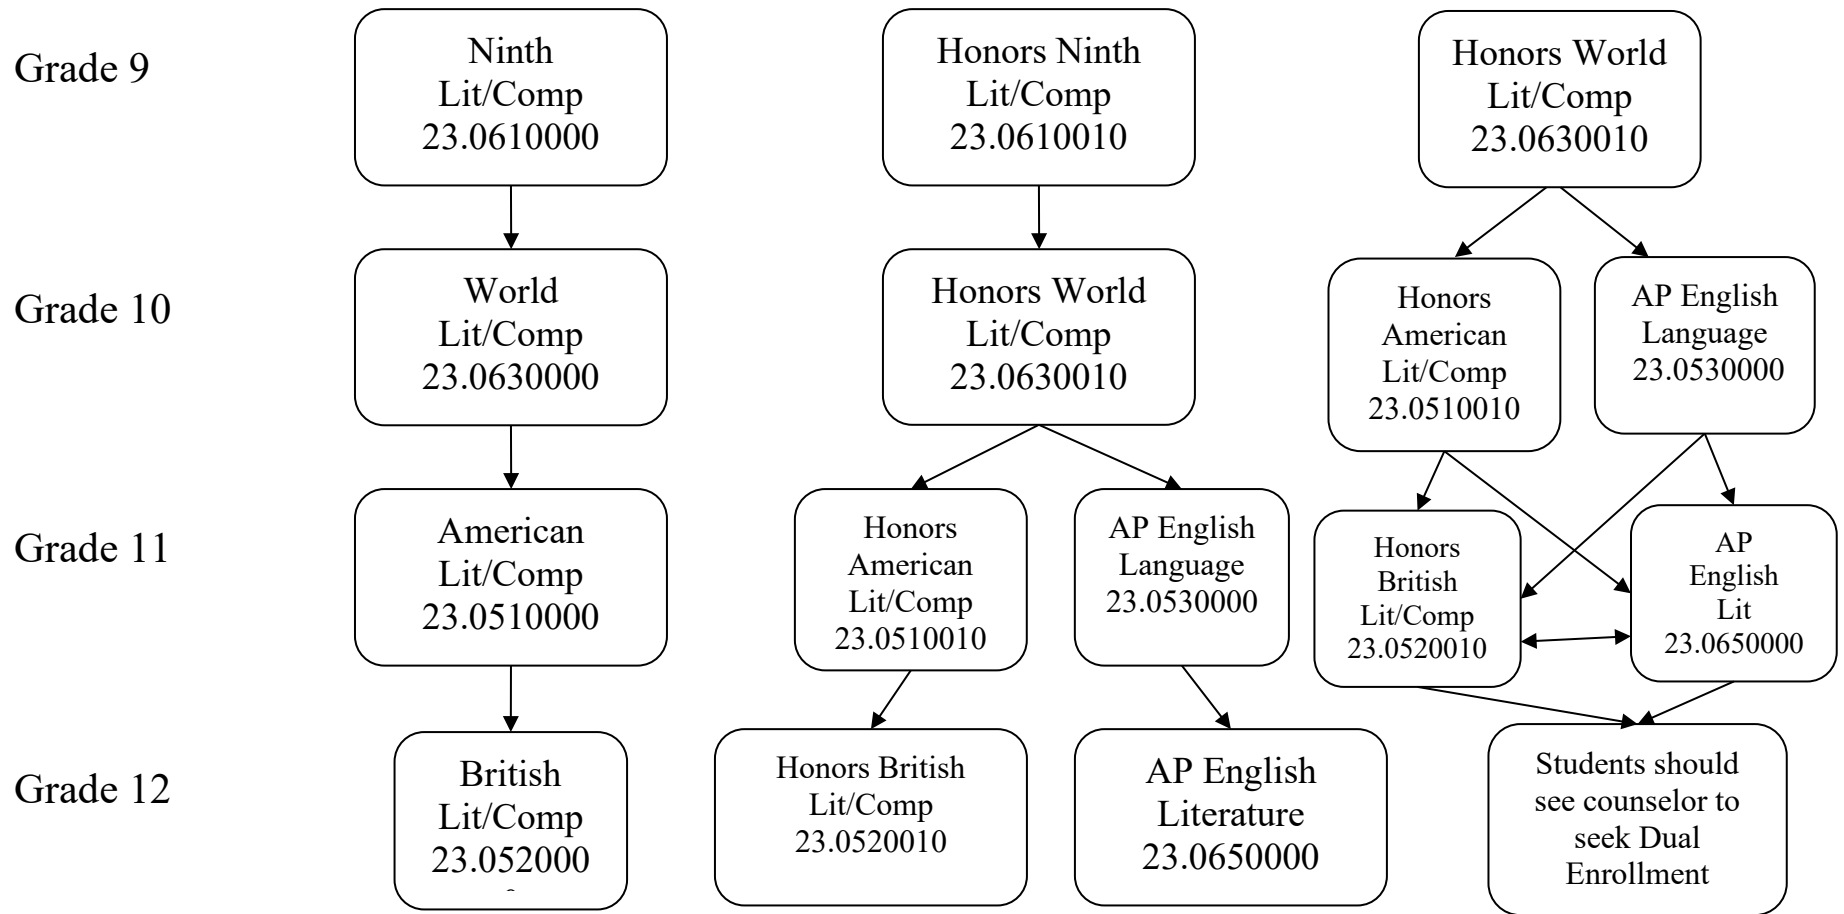 Grade 9
Ninth
Lit/Comp
23.0610000
Honors Ninth
Lit/Comp
23.0610010
Honors World
Lit/Comp
23.0630010
Grade 10
World
Lit/Comp
23.0630000
Honors World
Lit/Comp
23.0630010
Honors
American
Lit/Comp
23.0510010
AP English
Language
23.0530000
Grade 11
American
Lit/Comp
23.0510000
Honors
American
Lit/Comp
23.0510010
AP English
Language
23.0530000
Honors
British
Lit/Comp
23.0520010
AP
English
Lit
23.0650000
Grade 12
British
Lit/Comp
23.052000
Honors British
Lit/Comp
23.0520010
AP English
Literature
23.0650000
Students should
see counselor to
seek Dual
Enrollment